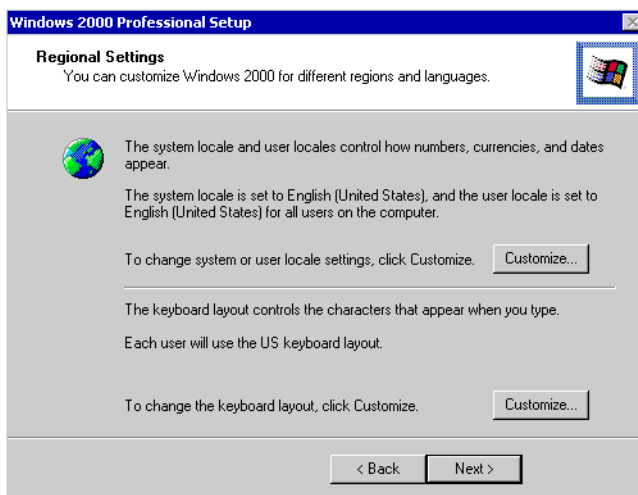 Windows 2000 Professional Setup
Regional Settings
You can customize Windows 2000 for different regions and languages.
The system locale and user locales control how numbers, currencies, and dates
appear.
The system locale is set to English (United States), and the user locale is set to
English (United States) for all users on the computer.
To change system or user locale settings, click Customize.
Customize...
The keyboard layout controls the characters that appear when you type.
Each user will use the US keyboard layout.
To change the keyboard layout, click Customize.
Customize...
< Back
Next >